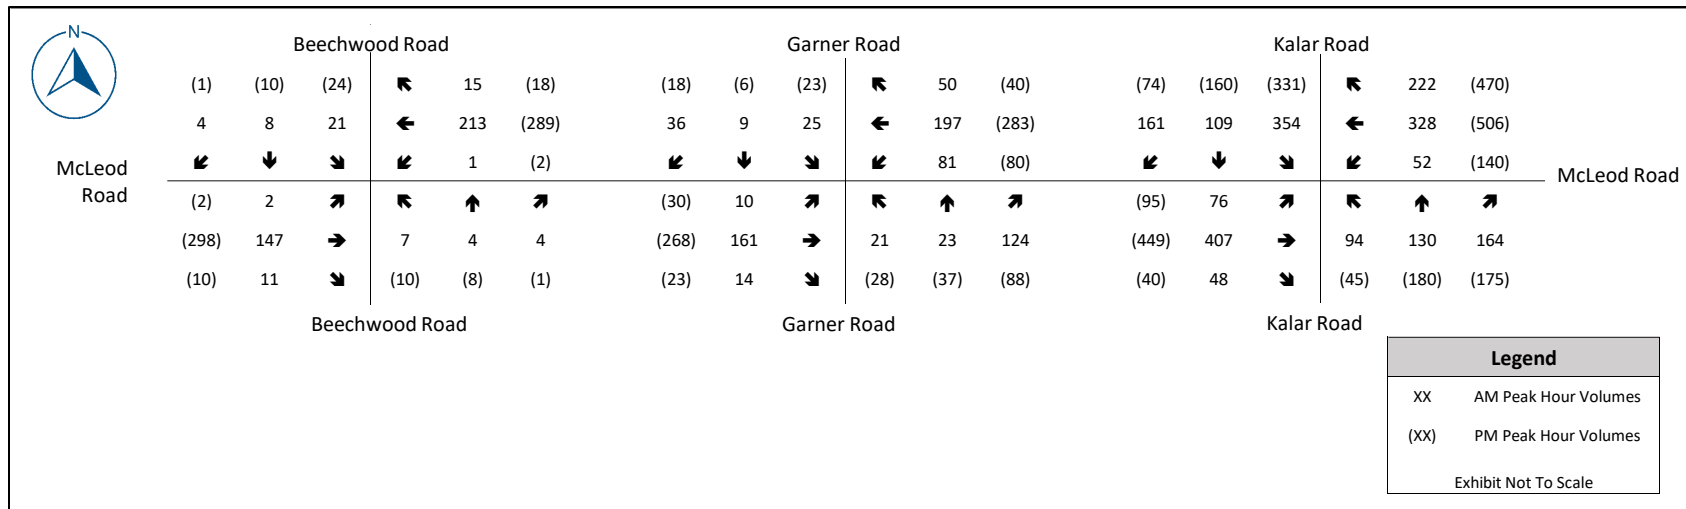 N
Beechwood Road Garner Road Kalar Road
(1) (10) (24) 15 (18) (18) (6) (23) 50 (40) (74) (160) (331) 222 (470)
4 8 21 213 (289) 36 9 25 197 (283) 161 109 354 328 (506)
1 (2) 81 (80) 52 (140)
McLeod
Road
McLeod Road
(2) 2 (30) 10 (95) 76
(298) 147 7 4 4 (268) 161 21 23 124 (449) 407 94 130 164
(10) 11 (10) (8) (1) (23) 14 (28) (37) (88) (40) 48 (45) (180) (175)
Beechwood Road Garner Road Kalar Road
Legend
XX AM Peak Hour Volumes
(XX) PM Peak Hour Volumes
Exhibit Not To Scale